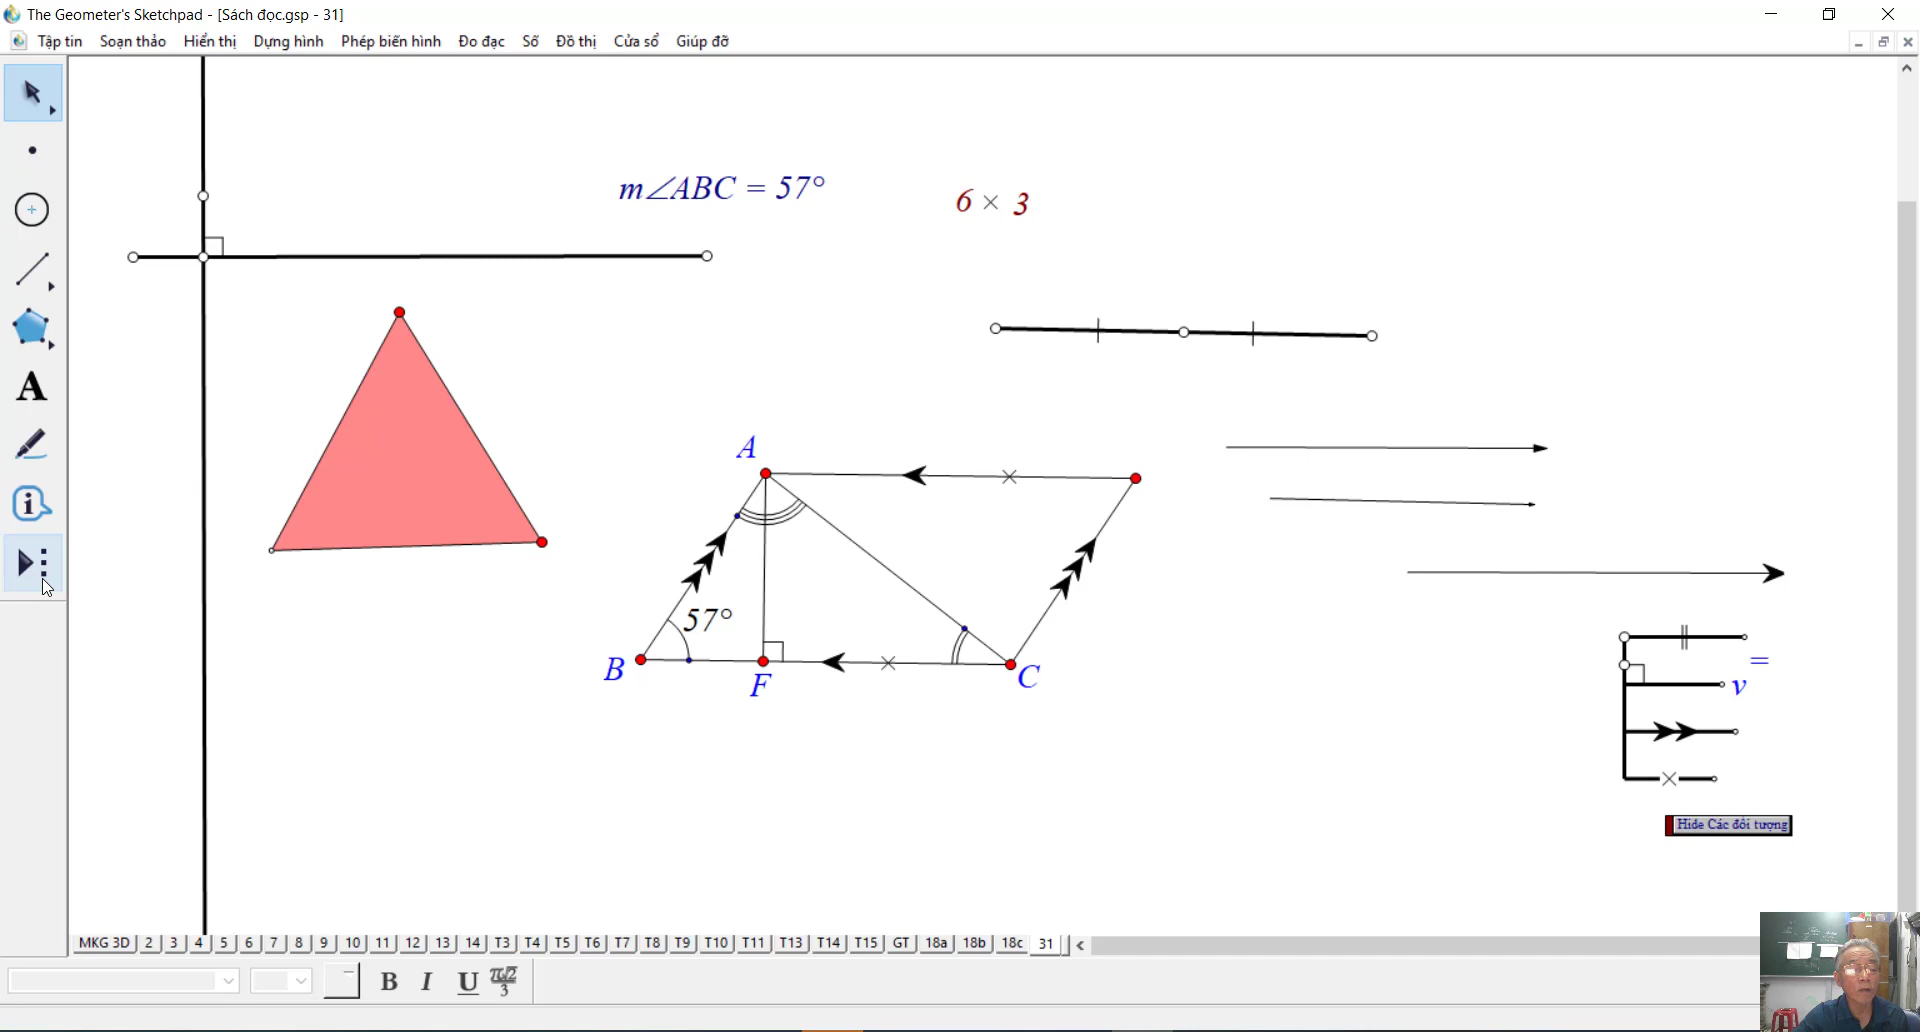 The Geometer's Sketchpad - [Sách đọc.gsp - 31]
Tập tin Soạn thảo Hiển thị Dựng hình Phép biến hình Đo đạc Số Đồ thị Cửa sổ Giúp đỡ
m∠ABC = 57°
6 × 3
A
57°
B
F
C
=
v
Hide Các đối tượng
MKG 3D 2 3 4 5 6 7 8 9 10 11 12 13 14 T3 T4 T5 T6 T7 T8 T9 T10 T11 T13 T14 T15 GT 18a 18b 18c 31
A
B I U π√2/3